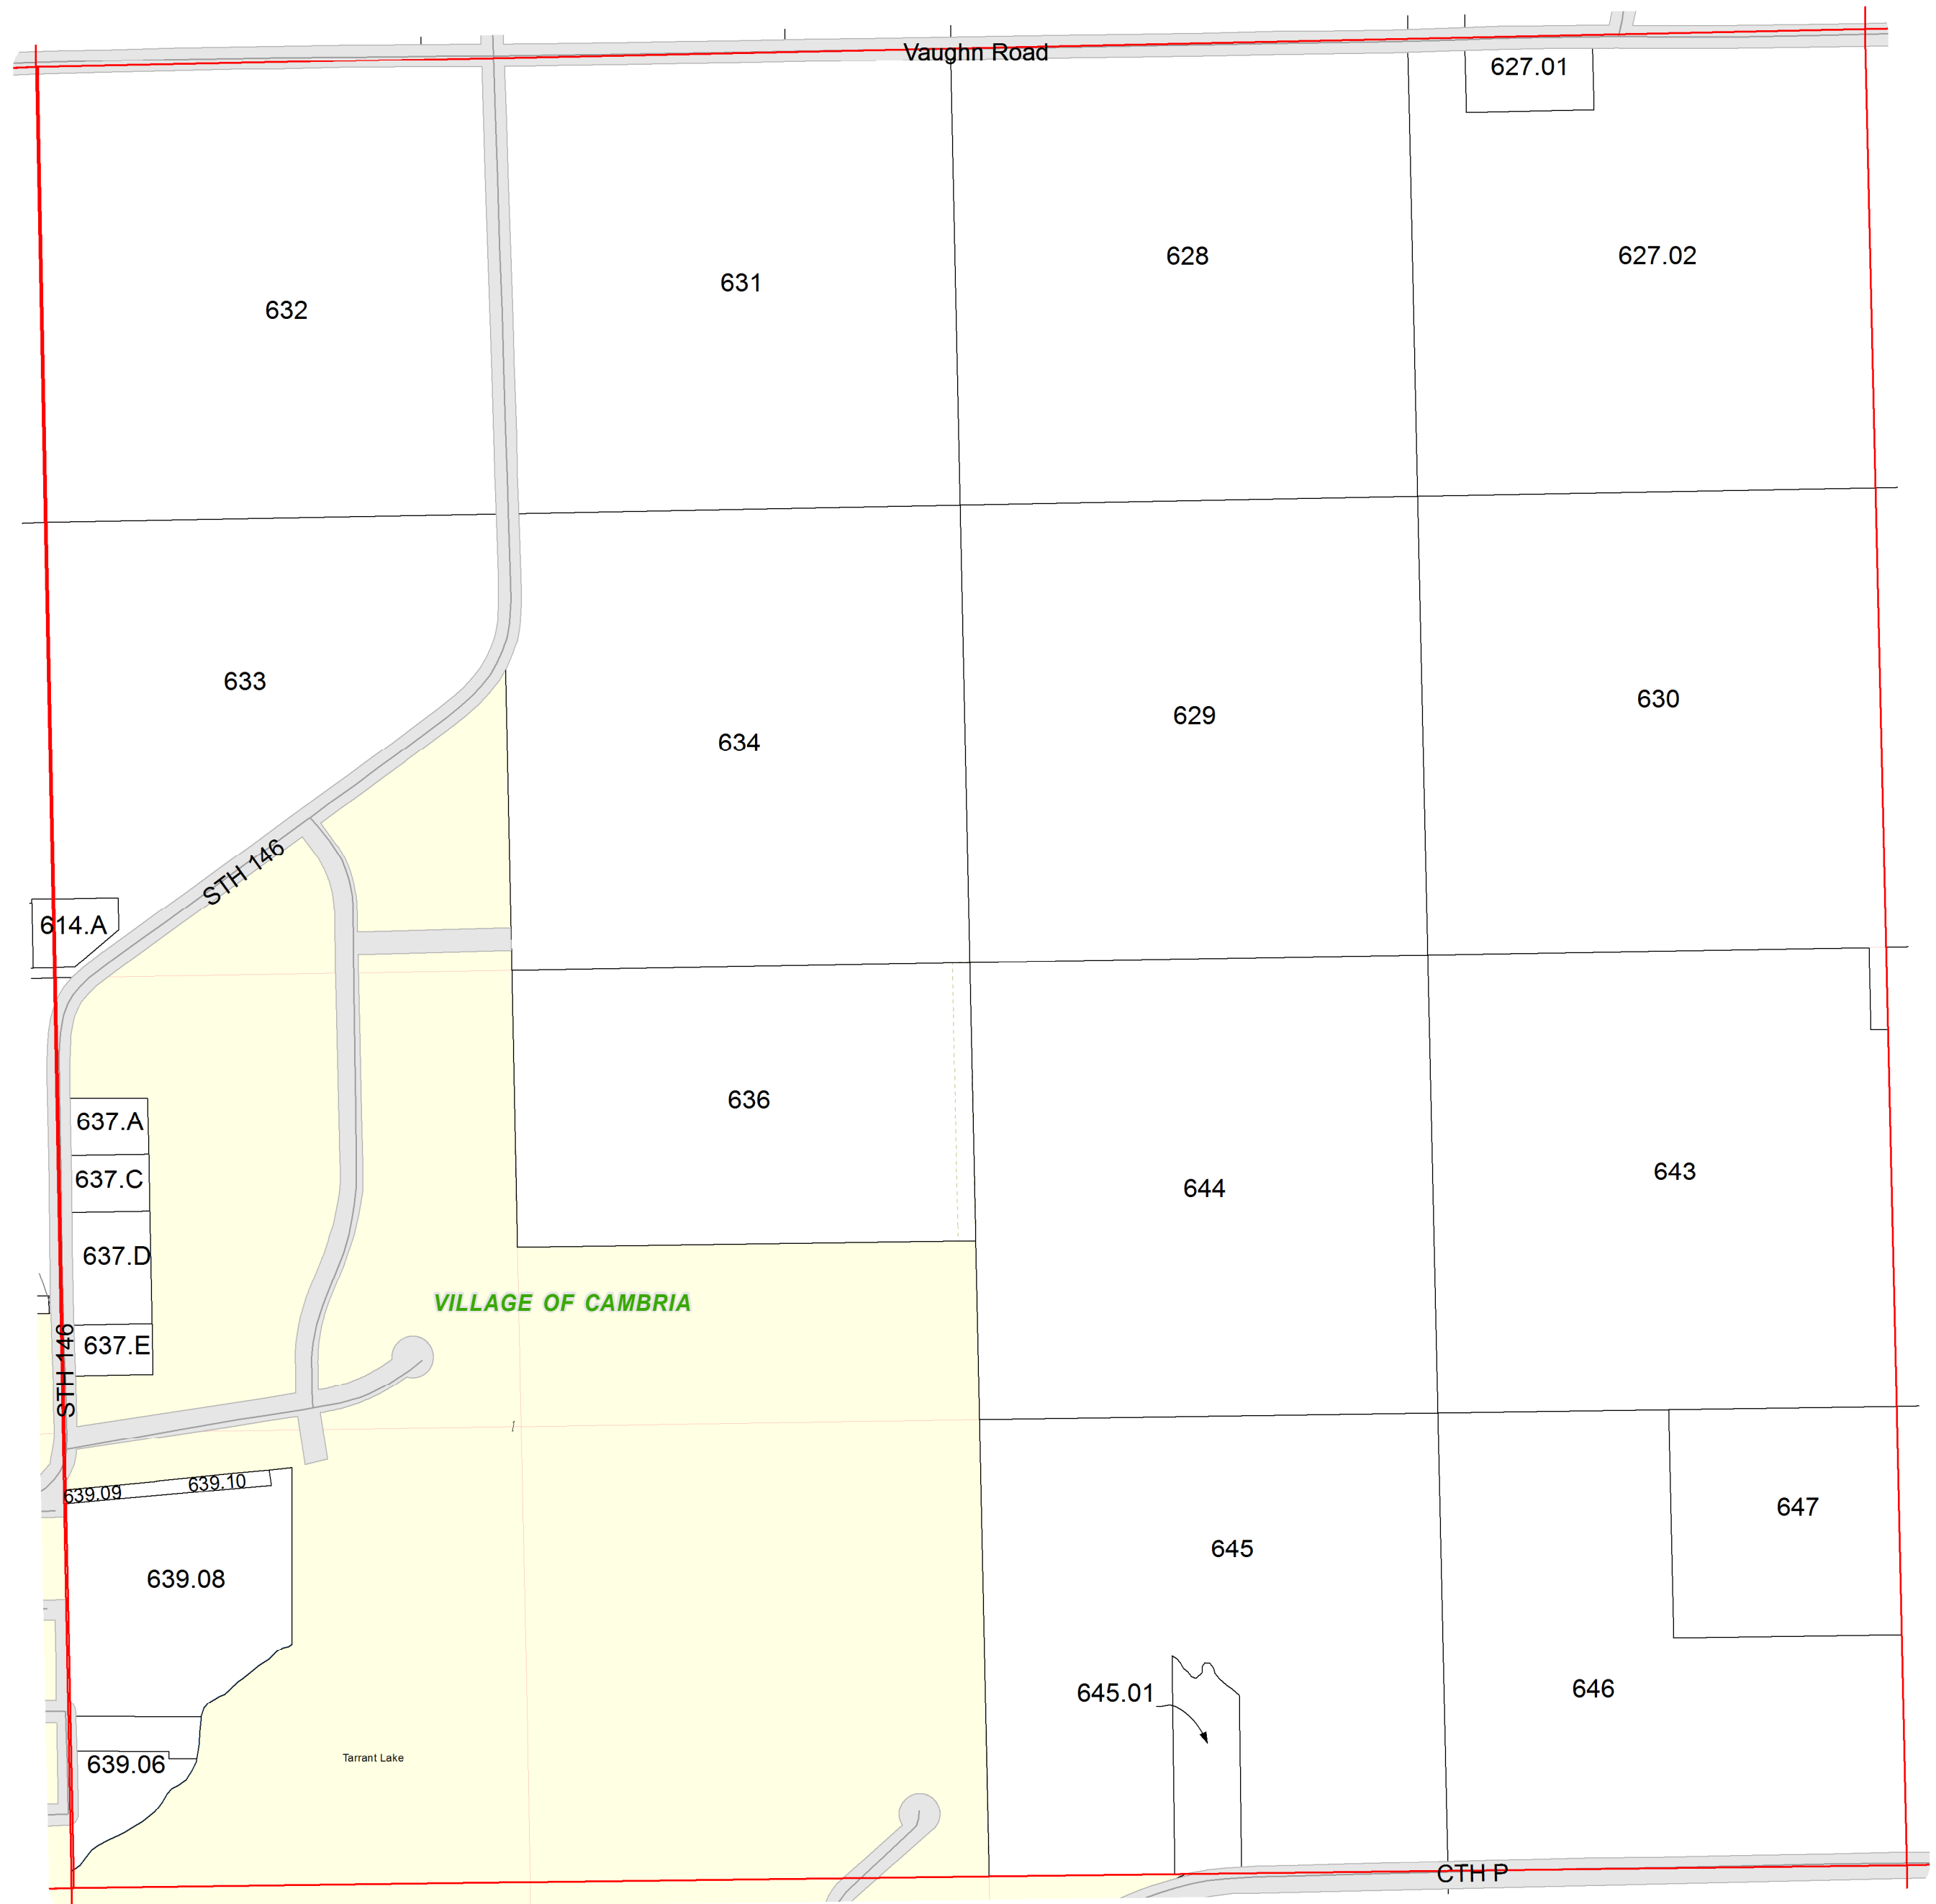 Vaughn Road
627.01
628
627.02
631
632
633
630
629
634
STH 146
614.A
636
637.A
643
637.C
644
637.D
VILLAGE OF CAMBRIA
637.E
STH 146
639.10
639.09
647
645
639.08
646
645.01
Tarrant Lake
639.06
CTH P